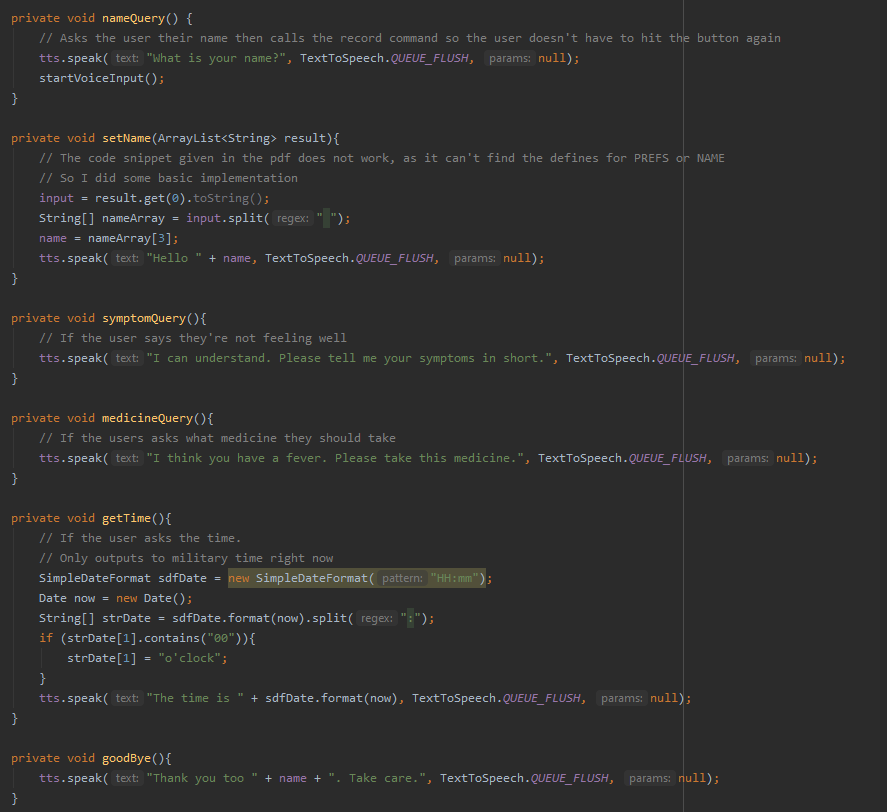 private void nameQuery() {
// Asks the user their name then calls the record command so the user doesn't have to hit the button again
tts.speak( text: "What is your name?", TextToSpeech.QUEUE_FLUSH, params: null);
startVoiceInput();
}
private void setName(ArrayList<String> result){
// The code snippet given in the pdf does not work, as it can't find the defines for PREFS or NAME
// So I did some basic implementation
input = result.get(0).toString();
String[] nameArray = input.split( regex: " ");
name = nameArray[3];
tts.speak( text: "Hello " + name, TextToSpeech.QUEUE_FLUSH, params: null);
}
private void symptomQuery(){
// If the user says they're not feeling well
tts.speak( text: "I can understand. Please tell me your symptoms in short.", TextToSpeech.QUEUE_FLUSH, params: null);
}
private void medicineQuery(){
// If the users asks what medicine they should take
tts.speak( text: "I think you have a fever. Please take this medicine.", TextToSpeech.QUEUE_FLUSH, params: null);
}
private void getTime(){
// If the user asks the time.
// Only outputs to military time right now
SimpleDateFormat sdfDate = new SimpleDateFormat( pattern: "HH:mm");
Date now = new Date();
String[] strDate = sdfDate.format(now).split( regex: ":");
if (strDate[1].contains("00")){
strDate[1] = "o'clock";
}
tts.speak( text: "The time is " + sdfDate.format(now), TextToSpeech.QUEUE_FLUSH, params: null);
}
private void goodBye(){
tts.speak( text: "Thank you too " + name + ". Take care.", TextToSpeech.QUEUE_FLUSH, params: null);
}